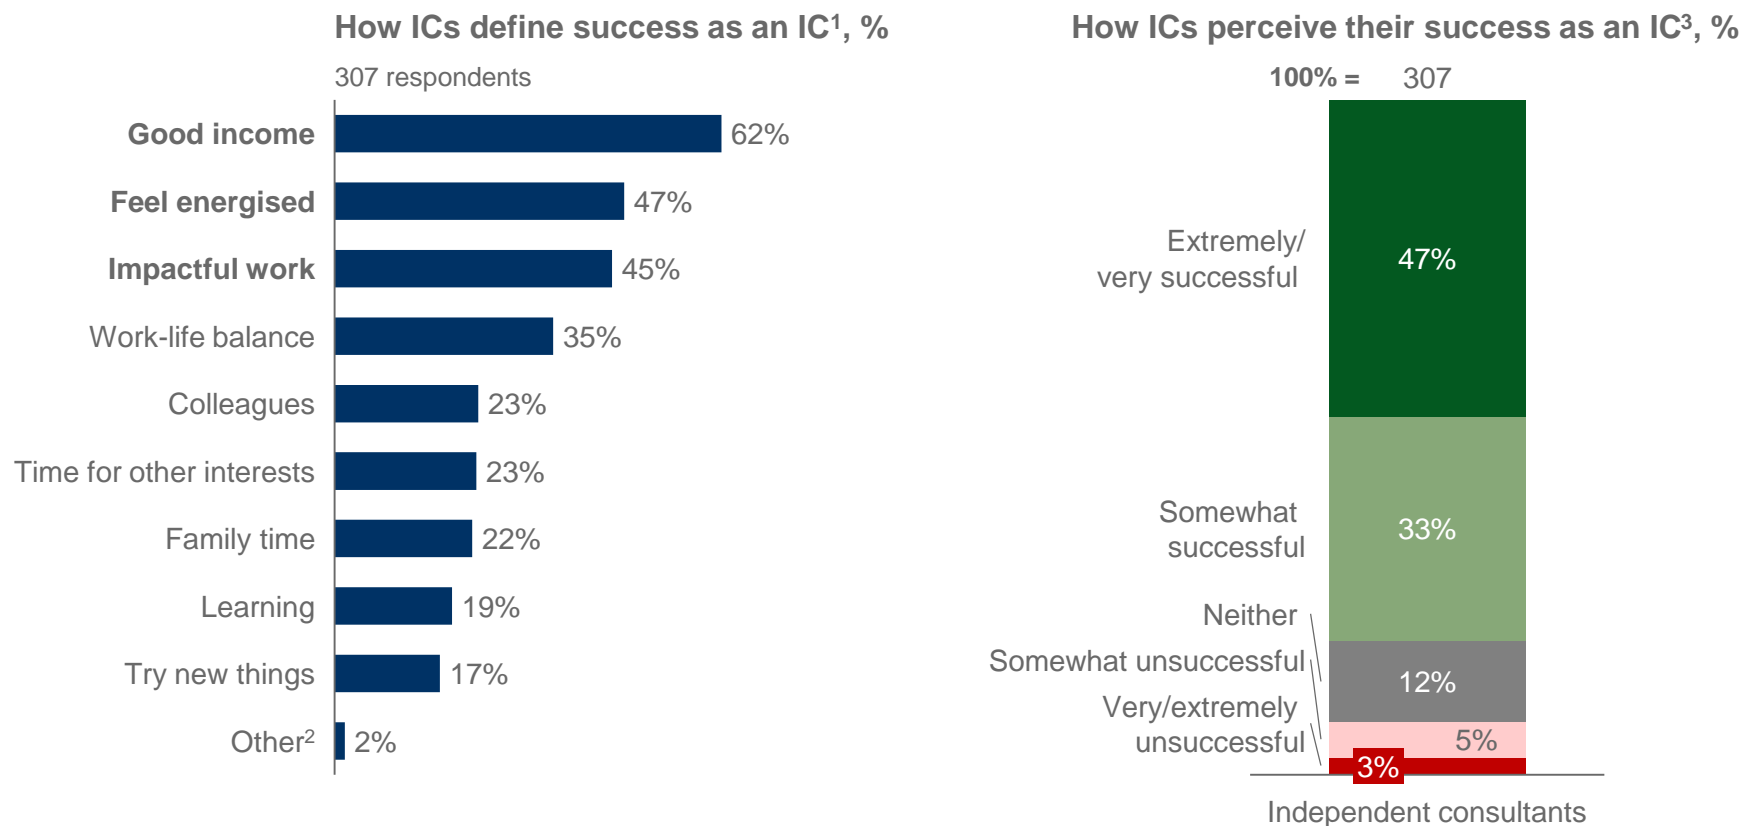 How ICs define success as an IC1, %
307 respondents
Good income 62%
Feel energised 47%
Impactful work 45%
Work-life balance 35%
Colleagues 23%
Time for other interests 23%
Family time 22%
Learning 19%
Try new things 17%
Other2 2%
How ICs perceive their success as an IC3, %
100% = 307
Extremely/
very successful
47%
Somewhat
successful
33%
Neither
12%
Somewhat unsuccessful
5%
Very/extremely
unsuccessful
3%
Independent consultants